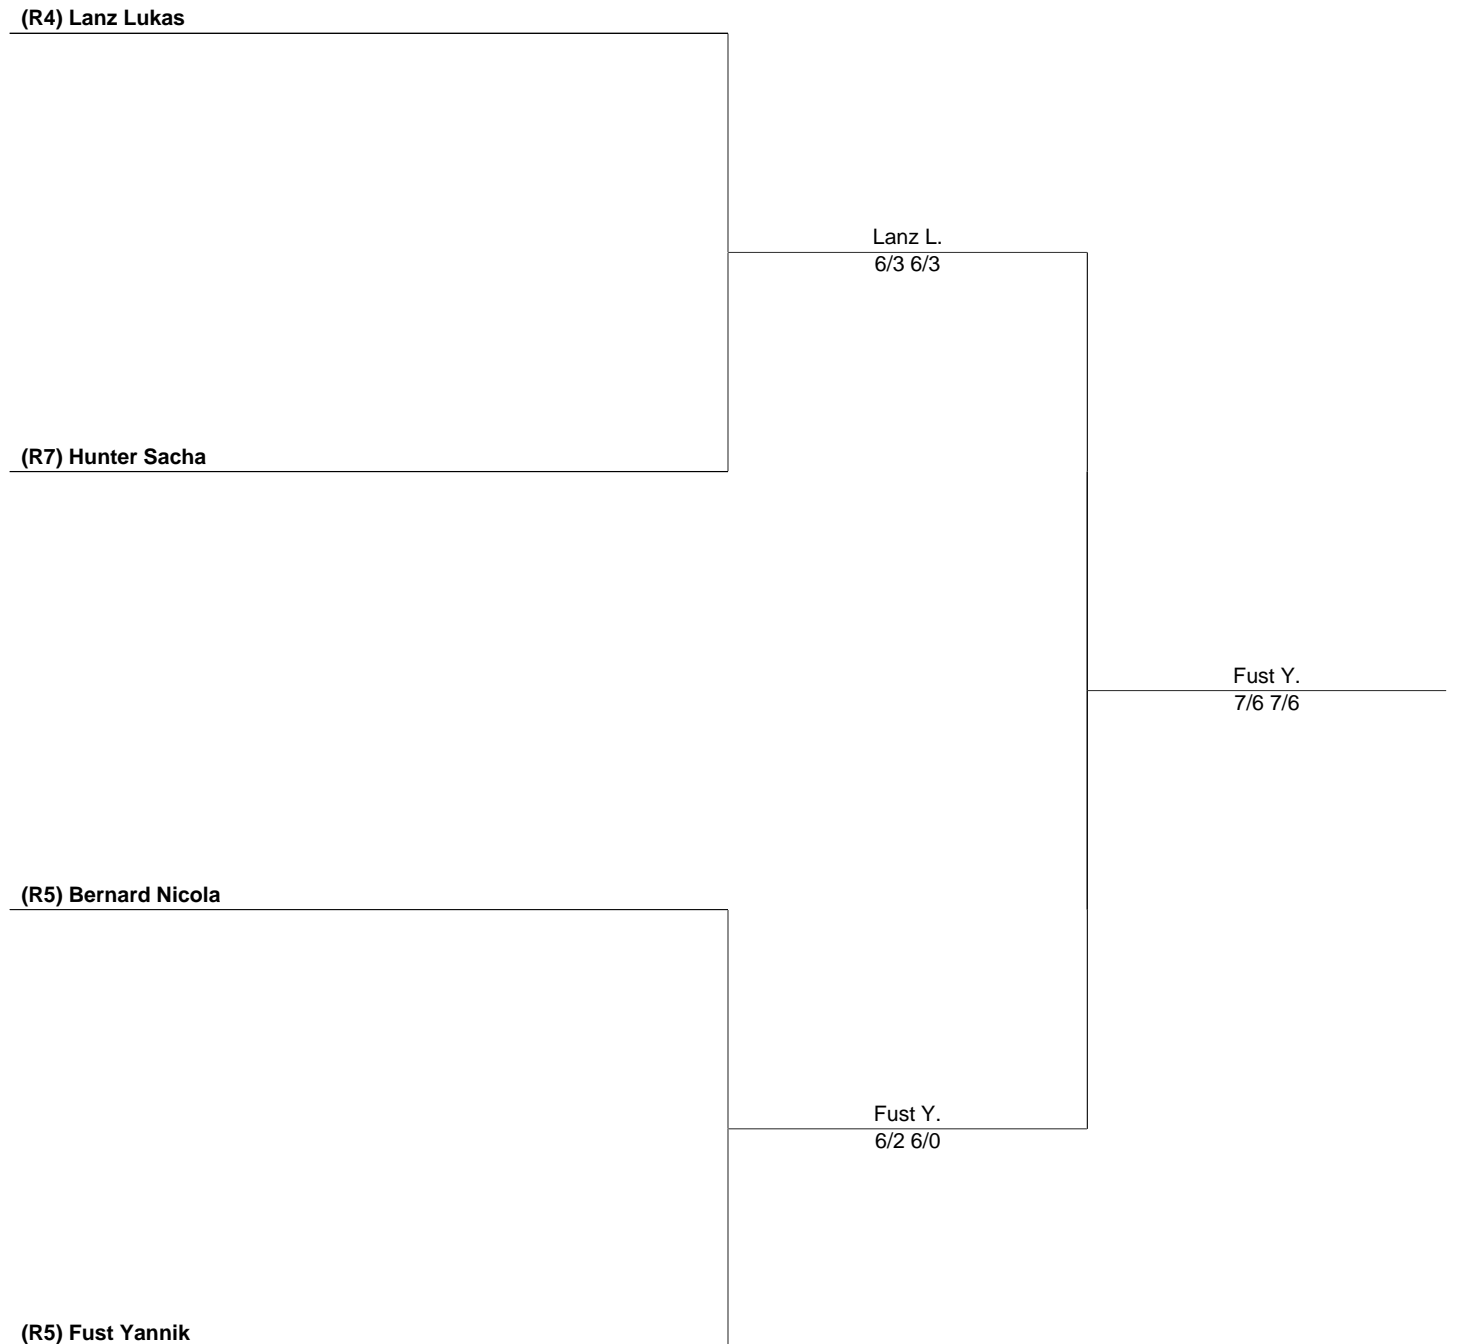 (R4) Lanz Lukas
Lanz L.
6/3 6/3
(R7) Hunter Sacha
Fust Y.
7/6 7/6
(R5) Bernard Nicola
Fust Y.
6/2 6/0
(R5) Fust Yannik